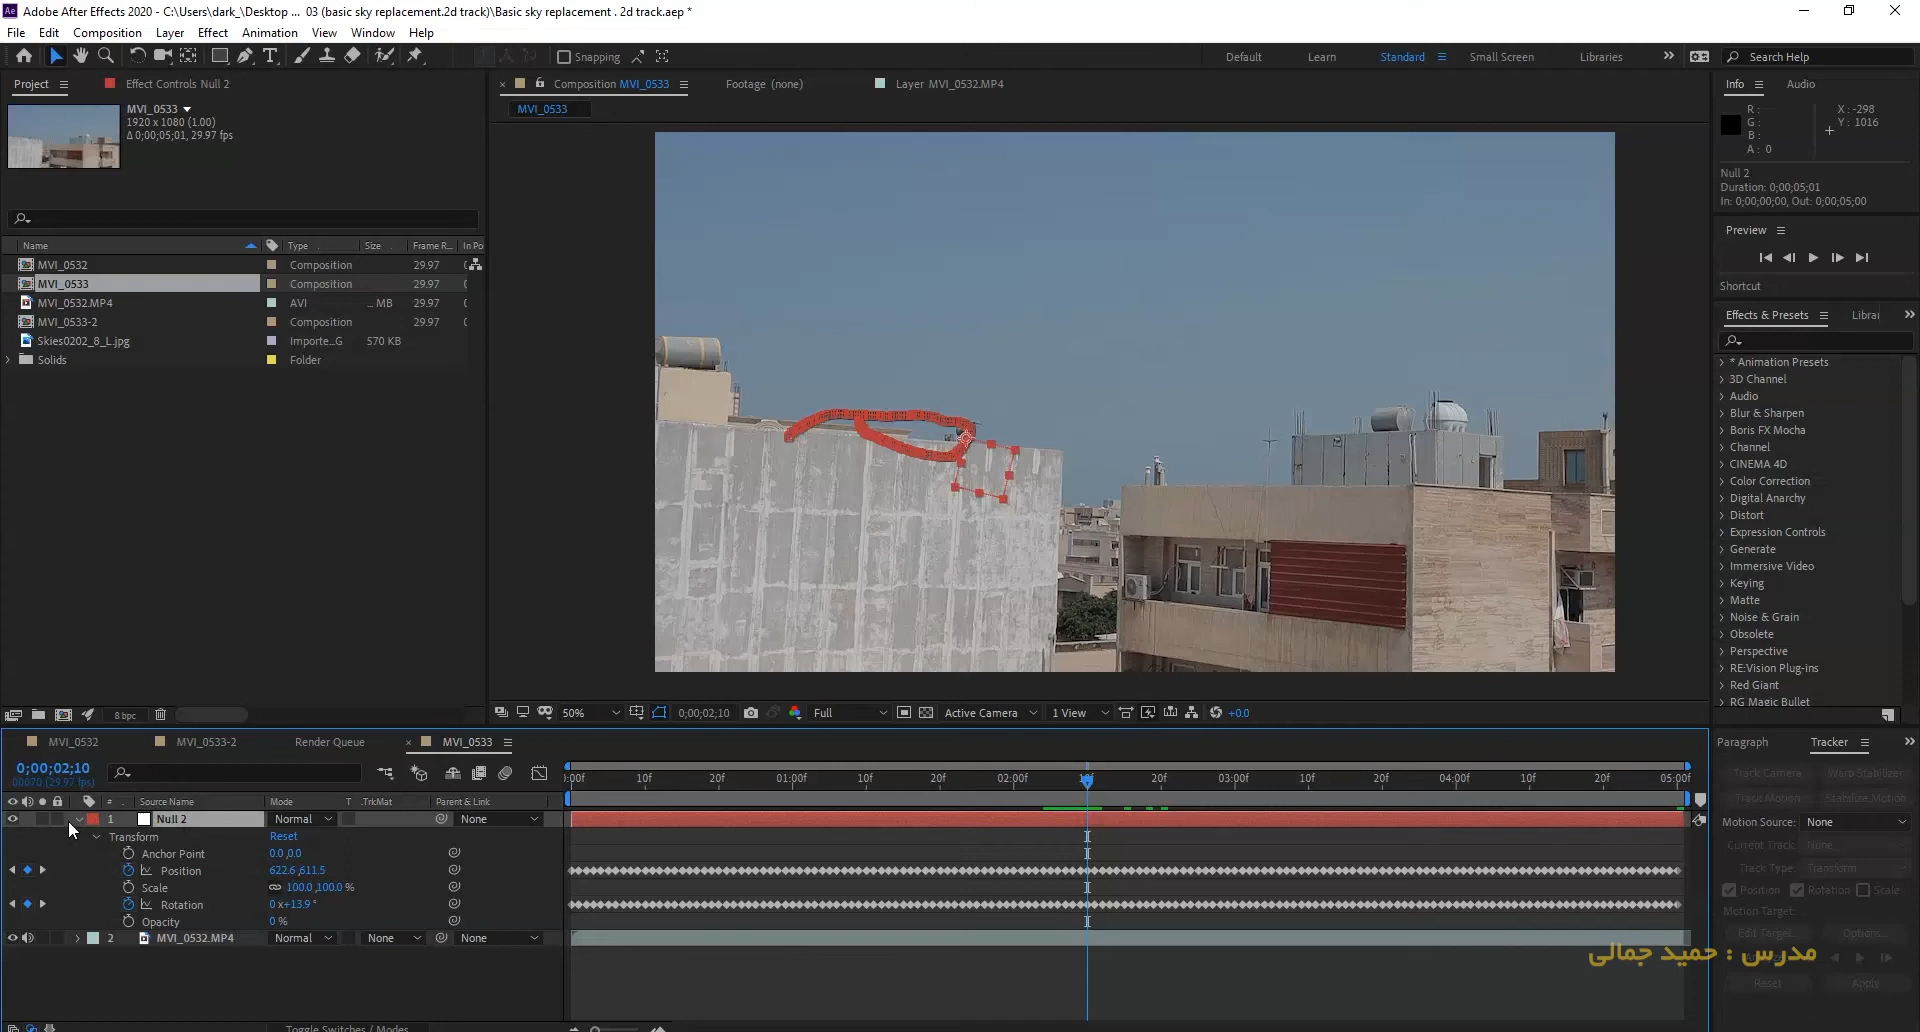 Adobe After Effects 2020 - C:\Users\dark_\Desktop ... 03 (basic sky replacement.2d track)\Basic sky replacement . 2d track.aep *
File Edit Composition Layer Effect Animation View Window Help
Snapping
Default Learn Standard Small Screen Libraries
Search Help
Project
Effect Controls Null 2
MVI_0533
1920 x 1080 (1.00)
Δ 0;00;05;01, 29.97 fps
Name Type Size Frame R... In Po
MVI_0532 Composition 29.97
MVI_0533 Composition 29.97
MVI_0532.MP4 AVI ... MB 29.97
MVI_0533-2 Composition 29.97
Skies0202_8_L.jpg Importe...G 570 KB
Solids Folder
8 bpc
Composition MVI_0533
Footage (none)
Layer MVI_0532.MP4
MVI_0533
50% 0;00;02;10 Full Active Camera 1 View +0.0
Info Audio
R :
G :
B :
A : 0
X : -298
Y : 1016
Null 2
Duration: 0;00;05;01
In: 0;00;00;00, Out: 0;00;05;00
Preview
Shortcut
Effects & Presets Librar
* Animation Presets
3D Channel
Audio
Blur & Sharpen
Boris FX Mocha
Channel
CINEMA 4D
Color Correction
Digital Anarchy
Distort
Expression Controls
Generate
Immersive Video
Keying
Matte
Noise & Grain
Obsolete
Perspective
RE:Vision Plug-ins
Red Giant
RG Magic Bullet
MVI_0532 MVI_0533-2 Render Queue MVI_0533
0;00;02;10
00070 (29.97 fps)
:00f 10f 20f 01:00f 10f 20f 02:00f 10f 20f 03:00f 10f 20f 04:00f 10f 20f 05:00f
# Source Name Mode T .TrkMat Parent & Link
1 Null 2 Normal None
Transform Reset
Anchor Point 0.0,0.0
Position 622.6,611.5
Scale 100.0,100.0 %
Rotation 0 x+13.9 °
Opacity 0 %
2 MVI_0532.MP4 Normal None None
Toggle Switches / Modes
Paragraph Tracker
Track Camera Warp Stabilizer
Track Motion Stabilize Motion
Motion Source: None
Current Track: None
Track Type: Transform
Position Rotation Scale
Motion Target:
Edit Target... Options...
Reset Apply
مدرس : حمید جمالی